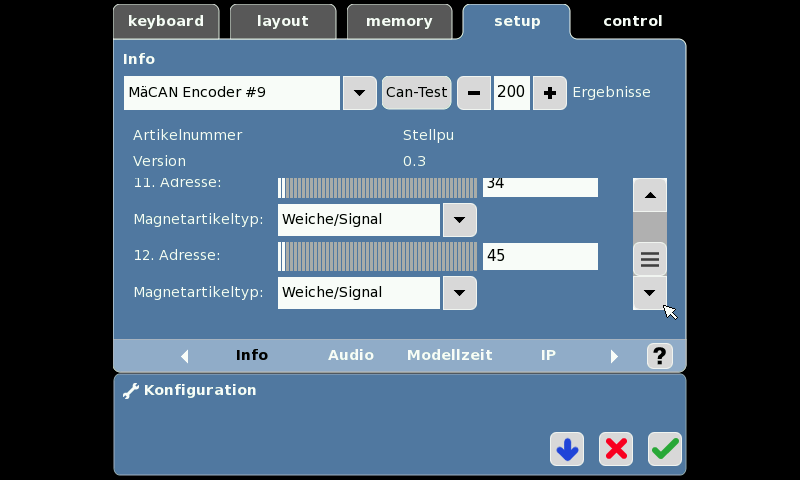 keyboard layout memory setup control
Info
MäCAN Encoder #9 Can-Test − 200 + Ergebnisse
Artikelnummer Stellpu
Version 0.3
11. Adresse: 34
Magnetartikeltyp: Weiche/Signal
12. Adresse: 45
Magnetartikeltyp: Weiche/Signal
Info Audio Modellzeit IP ?
Konfiguration